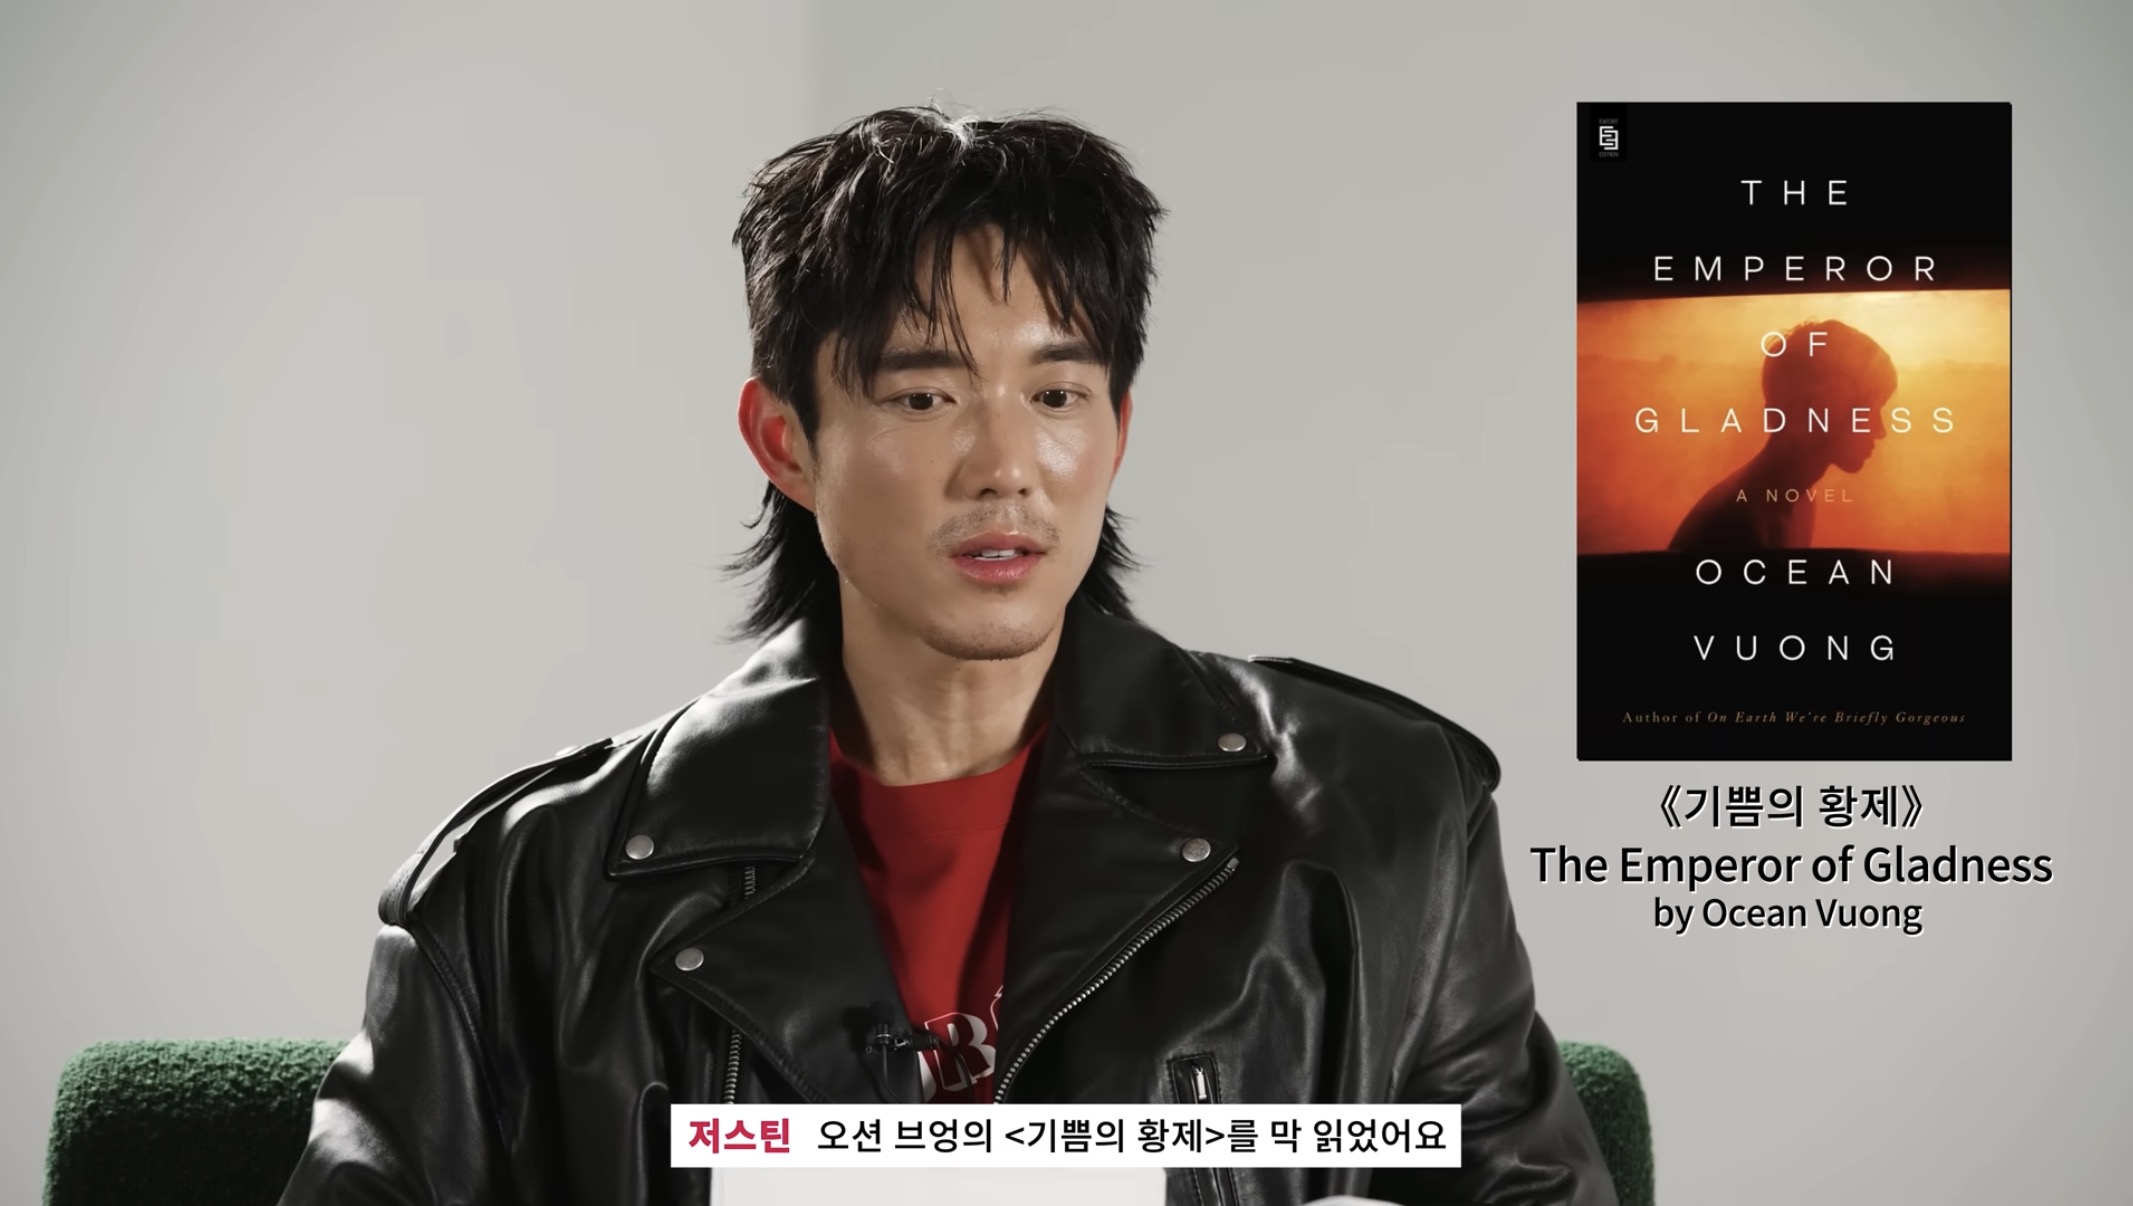 THE
EMPEROR
OF
GLADNESS
A NOVEL
OCEAN
VUONG
Author of On Earth We're Briefly Gorgeous
《기쁨의 황제》
The Emperor of Gladness
by Ocean Vuong
저스틴 오션 브엉의 <기쁨의 황제>를 막 읽었어요